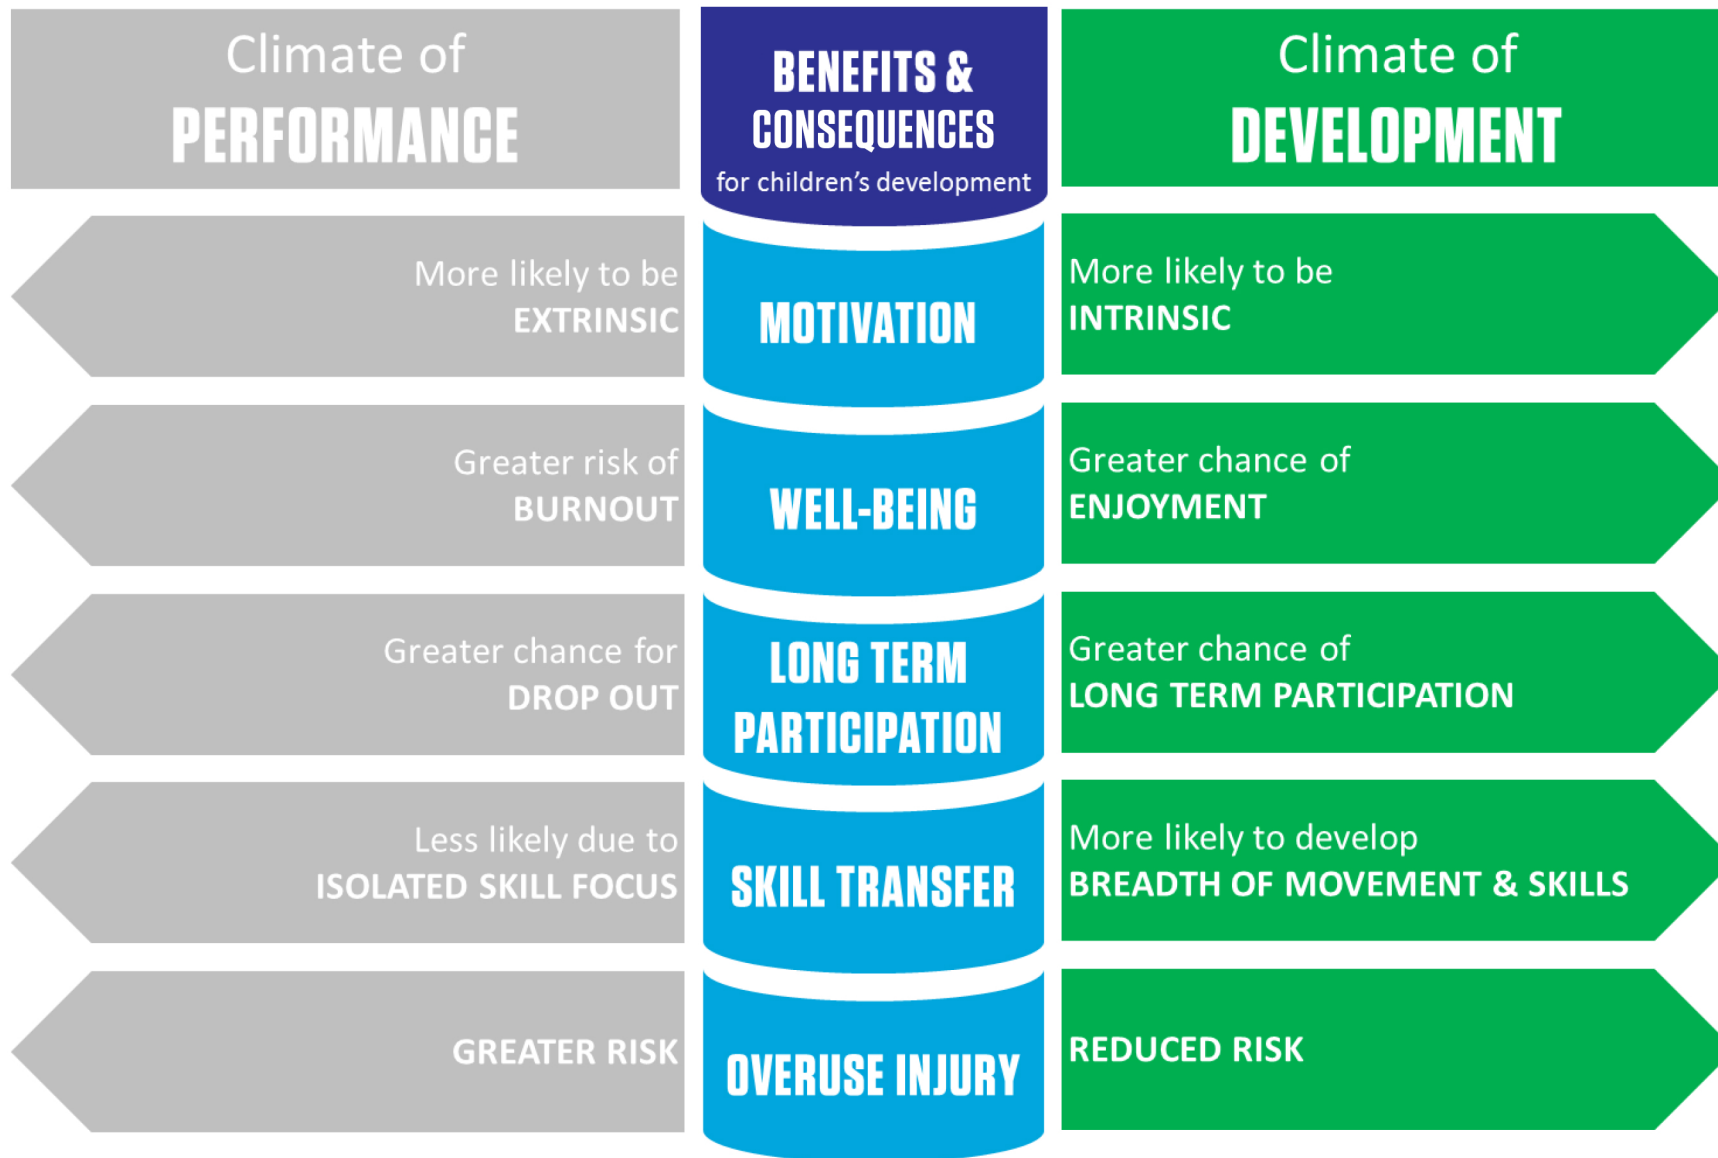 Climate of
PERFORMANCE
BENEFITS &
CONSEQUENCES
for children's development
Climate of
DEVELOPMENT
More likely to be
EXTRINSIC
MOTIVATION
More likely to be
INTRINSIC
Greater risk of
BURNOUT
WELL-BEING
Greater chance of
ENJOYMENT
Greater chance for
DROP OUT
LONG TERM
PARTICIPATION
Greater chance of
LONG TERM PARTICIPATION
Less likely due to
ISOLATED SKILL FOCUS
SKILL TRANSFER
More likely to develop
BREADTH OF MOVEMENT & SKILLS
GREATER RISK
OVERUSE INJURY
REDUCED RISK